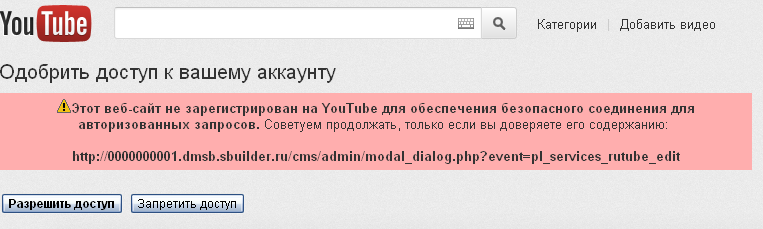 YouTube
Категории
Добавить видео
Одобрить доступ к вашему аккаунту
Этот веб-сайт не зарегистрирован на YouTube для обеспечения безопасного соединения для
авторизованных запросов. Советуем продолжать, только если вы доверяете его содержанию:
http://0000000001.dmsb.sbuilder.ru/cms/admin/modal_dialog.php?event=pl_services_rutube_edit
Разрешить доступ
Запретить доступ